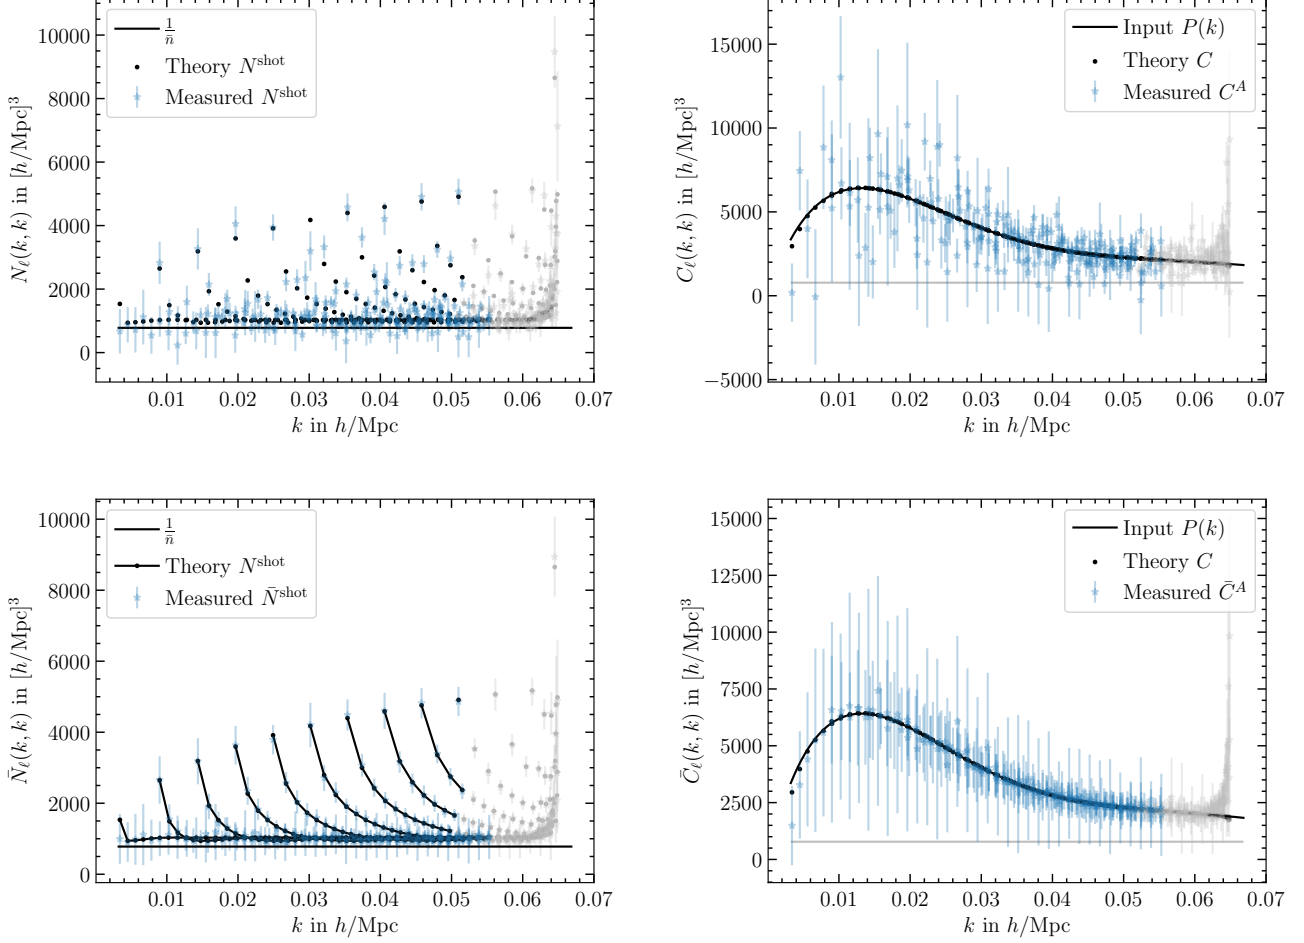 10000
8000
6000
4000
2000
0
N_ℓ(k, k) in [h/Mpc]^3
1/n̄
Theory N^shot
Measured N^shot
0.01 0.02 0.03 0.04 0.05 0.06 0.07
k in h/Mpc
15000
10000
5000
0
−5000
C_ℓ(k, k) in [h/Mpc]^3
Input P(k)
Theory C
Measured C^A
0.01 0.02 0.03 0.04 0.05 0.06 0.07
k in h/Mpc
10000
8000
6000
4000
2000
0
N̄_ℓ(k, k) in [h/Mpc]^3
1/n̄
Theory N^shot
Measured N̄^shot
0.01 0.02 0.03 0.04 0.05 0.06 0.07
k in h/Mpc
15000
12500
10000
7500
5000
2500
0
C̄_ℓ(k, k) in [h/Mpc]^3
Input P(k)
Theory C
Measured C̄^A
0.01 0.02 0.03 0.04 0.05 0.06 0.07
k in h/Mpc